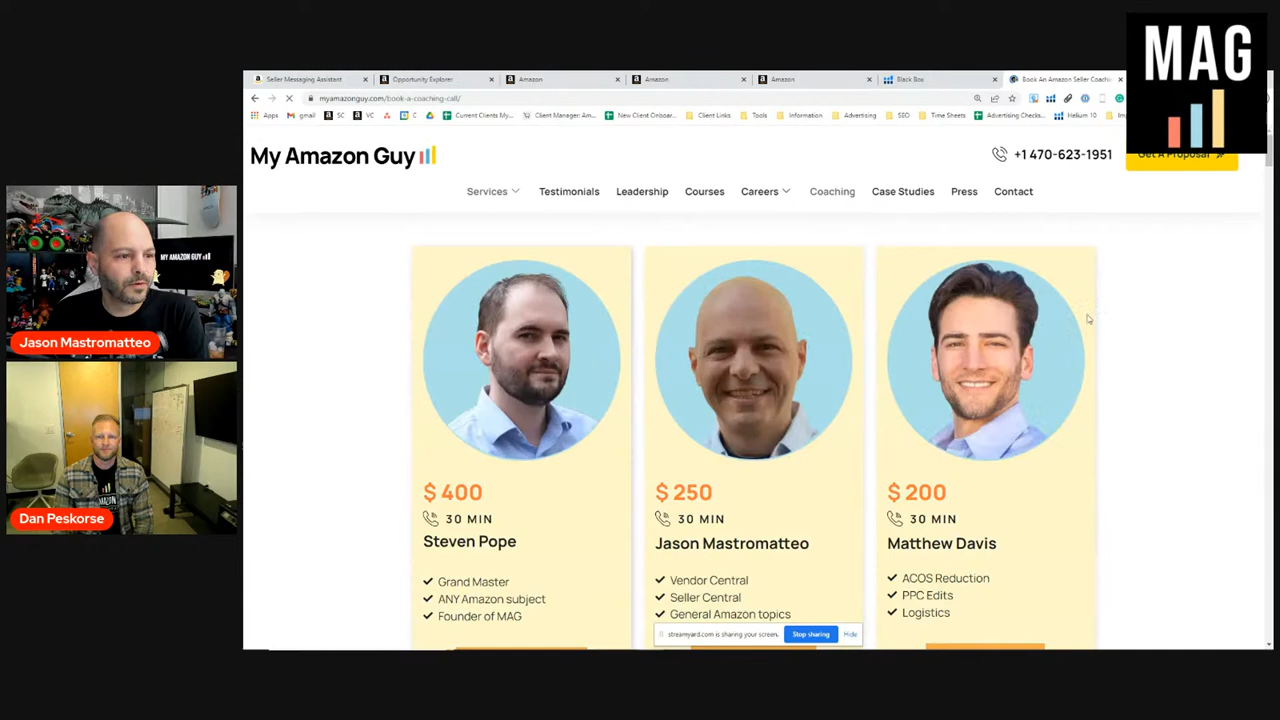 MAG
Seller Messaging Assistant
Opportunity Explorer
Amazon
Amazon
Amazon
Black Box
Book An Amazon Seller Coachi
myamazonguy.com/book-a-coaching-call/
Apps
gmail
SC
VC
C
Current Clients My...
Client Manager: Am...
New Client Onboar...
Client Links
Tools
Information
Advertising
SEO
Time Sheets
Advertising Checks...
Helium 10
My Amazon Guy
+1 470-623-1951
Get A Proposal
Services
Testimonials
Leadership
Courses
Careers
Coaching
Case Studies
Press
Contact
MY AMAZON GUY
Jason Mastromatteo
Dan Peskorse
$ 400
30 MIN
Steven Pope
Grand Master
ANY Amazon subject
Founder of MAG
$ 250
30 MIN
Jason Mastromatteo
Vendor Central
Seller Central
General Amazon topics
$ 200
30 MIN
Matthew Davis
ACOS Reduction
PPC Edits
Logistics
streamyard.com is sharing your screen.
Stop sharing
Hide